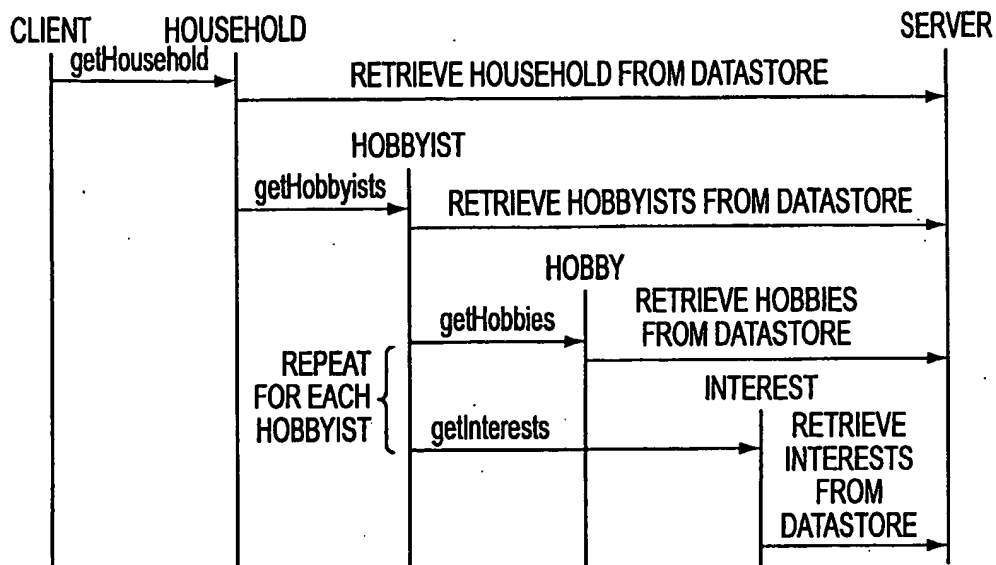 CLIENT
HOUSEHOLD
SERVER
getHousehold
RETRIEVE HOUSEHOLD FROM DATASTORE
HOBBYIST
getHobbyists
RETRIEVE HOBBYISTS FROM DATASTORE
HOBBY
getHobbies
RETRIEVE HOBBIES
FROM DATASTORE
REPEAT
FOR EACH
HOBBYIST
INTEREST
getInterests
RETRIEVE
INTERESTS
FROM
DATASTORE